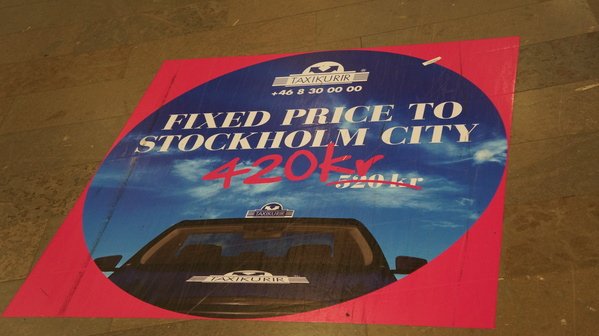 TAXIKURIR®
+46 8 30 00 00
FIXED PRICE TO
STOCKHOLM CITY
420kr
520 kr
TAXIKURIR
TAXIKURIR